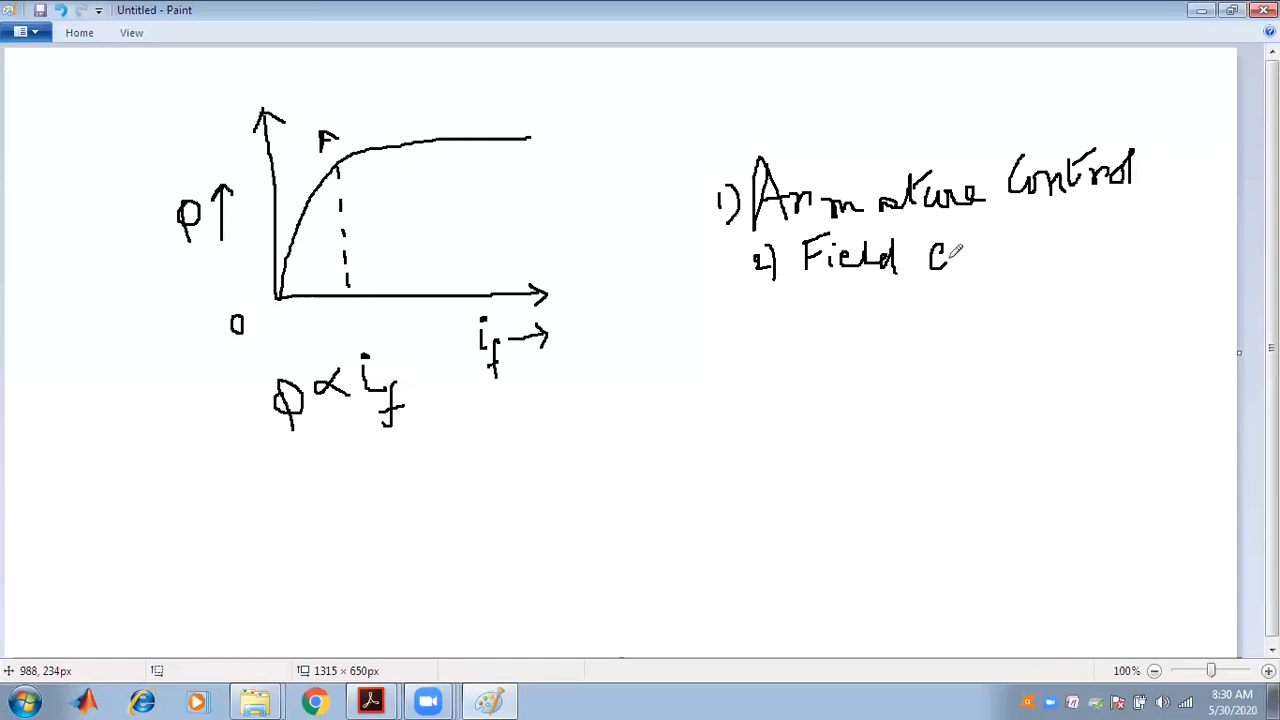 Untitled - Paint
Home View
A
φ↑
0
i_f →
φ ∝ i_f
1) Armature Control
2) Field C
988, 234px
1315 × 650px
100%
8:30 AM
5/30/2020